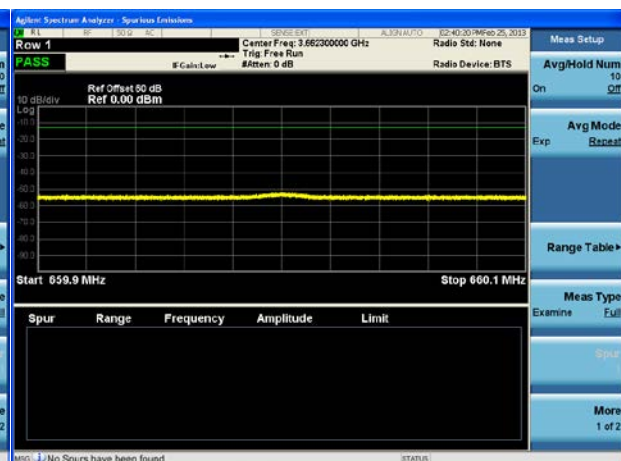 Agilent Spectrum Analyzer - Spurious Emissions
RL RF 50 Ω AC SENSE:EXT ALIGN AUTO 02:40:20 PM Feb 25, 2013
Row 1 Center Freq: 3.662300000 GHz Radio Std: None
Trig: Free Run
PASS IFGain:Low #Atten: 0 dB Radio Device: BTS
Ref Offset 50 dB
10 dB/div Ref 0.00 dBm
Log
-10.0
-20.0
-30.0
-40.0
-50.0
-60.0
-70.0
-80.0
-90.0
Start 659.9 MHz Stop 660.1 MHz
Spur Range Frequency Amplitude Limit
MSG No Spurs have been found STATUS
Meas Setup
Avg/Hold Num
10
On Off
Avg Mode
Exp Repeat
Range Table
Meas Type
Examine Full
Spur
1
More
1 of 2